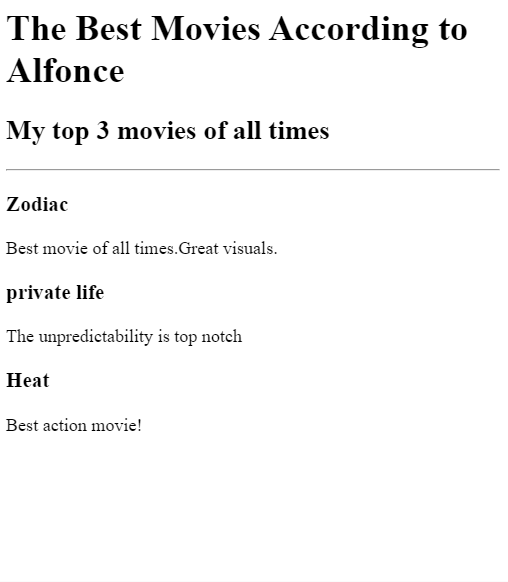 The Best Movies According to
Alfonce
My top 3 movies of all times
Zodiac
Best movie of all times.Great visuals.
private life
The unpredictability is top notch
Heat
Best action movie!